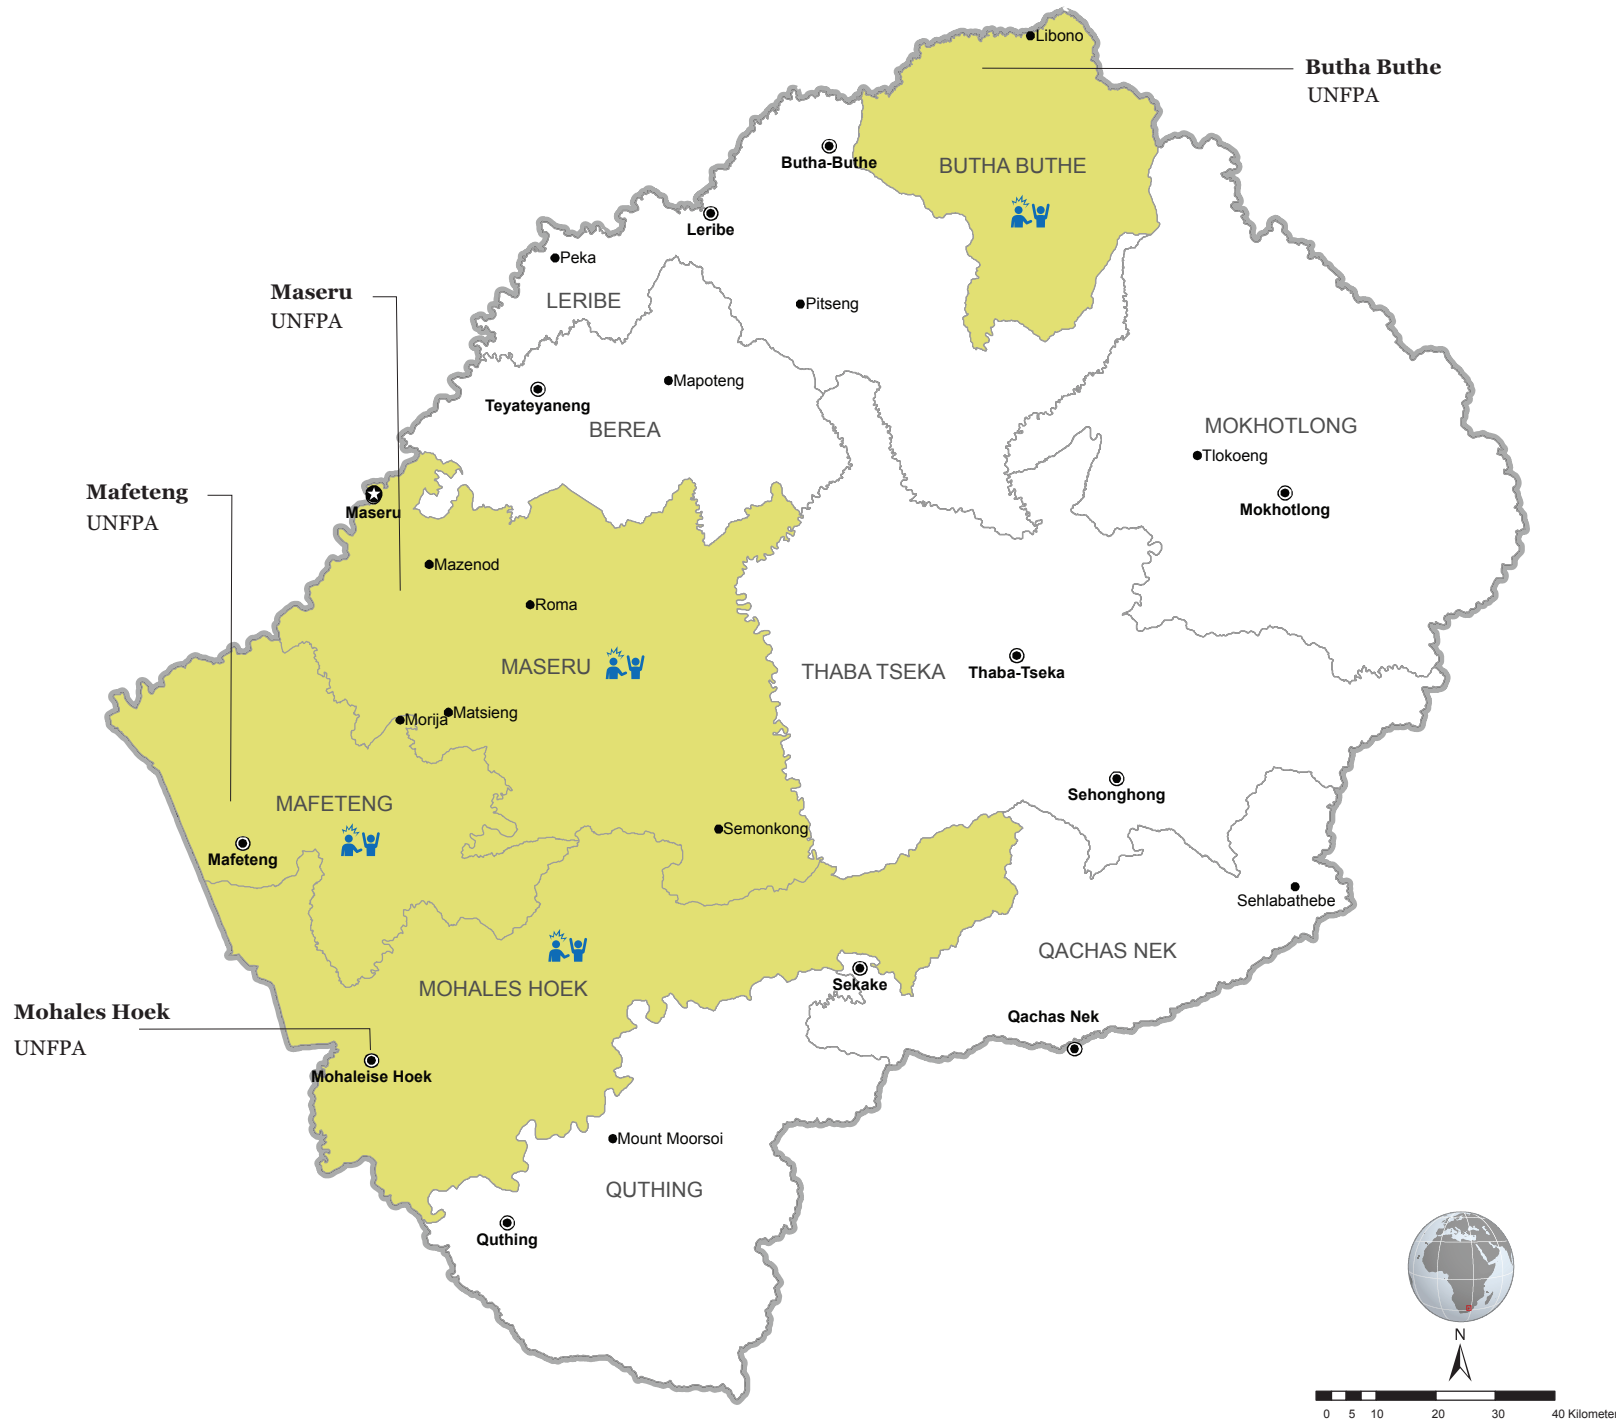 Libono
Butha Buthe
UNFPA
Butha-Buthe
BUTHA BUTHE
Leribe
Peka
LERIBE
Pitseng
Maseru
UNFPA
Mapoteng
Teyateyaneng
BEREA
MOKHOTLONG
Tlokoeng
Mokhotlong
Mafeteng
UNFPA
Maseru
Mazenod
Roma
MASERU
THABA TSEKA
Thaba-Tseka
Morija
Matsieng
Sehonghong
MAFETENG
Semonkong
Mafeteng
Sehlabathebe
QACHAS NEK
MOHALES HOEK
Sekake
Qachas Nek
Mohales Hoek
UNFPA
Mohaleise Hoek
Mount Moorsoi
QUTHING
Quthing
N
0 5 10 20 30 40 Kilometer